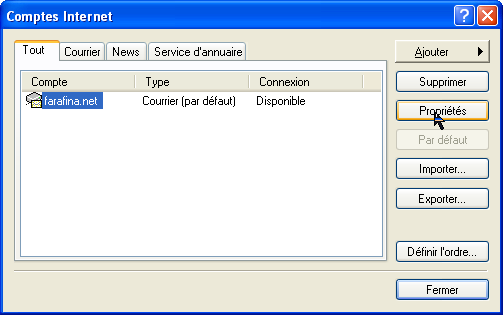 Comptes Internet
Tout Courrier News Service d'annuaire
Compte Type Connexion
farafina.net Courrier (par défaut) Disponible
Ajouter
Supprimer
Propriétés
Par défaut
Importer...
Exporter...
Définir l'ordre...
Fermer